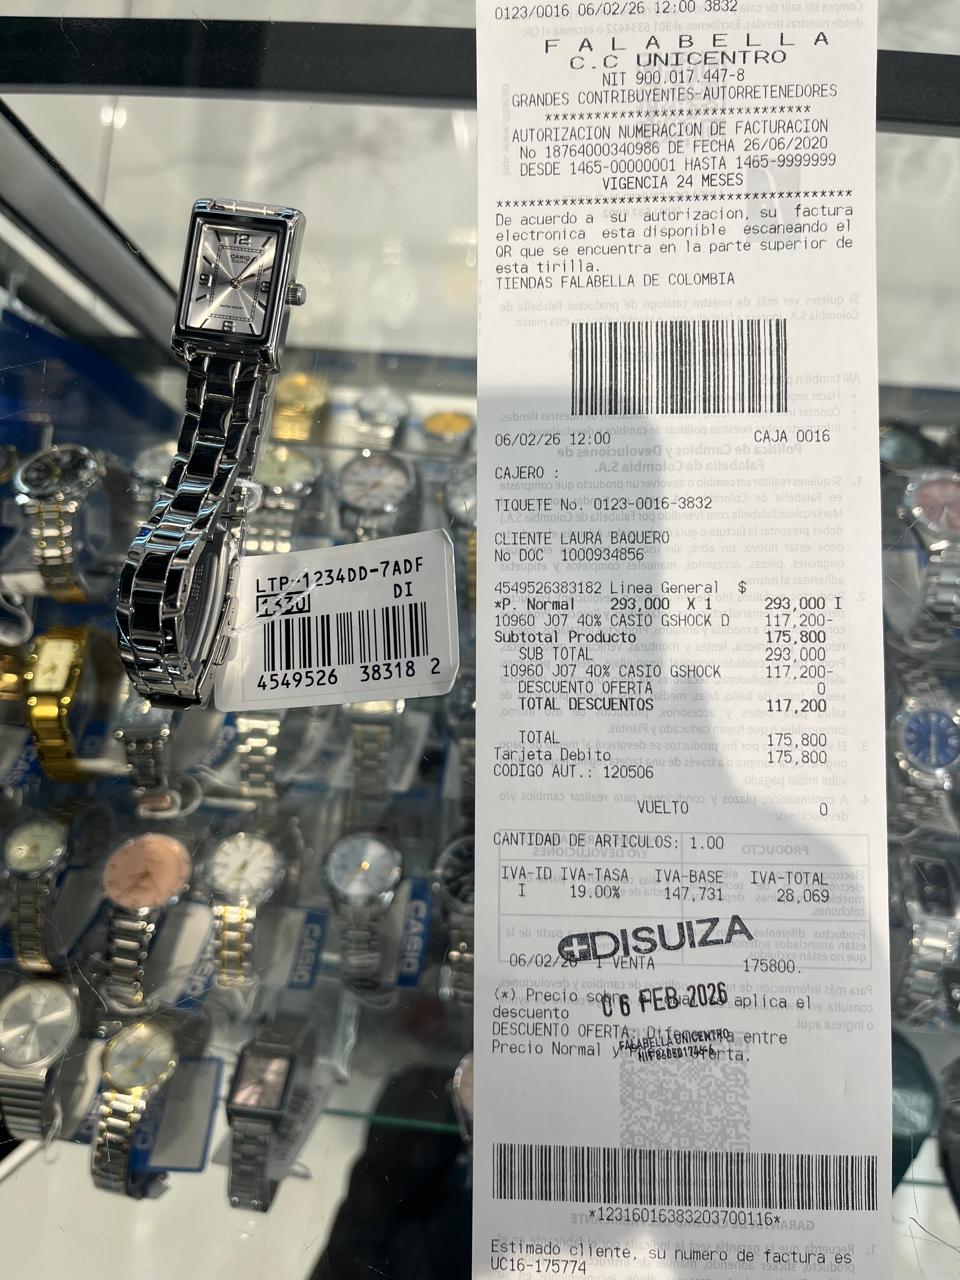 0123/0016 06/02/26 12:00 3832
F A L A B E L L A
C.C UNICENTRO
NIT 900.017.447-8
GRANDES CONTRIBUYENTES-AUTORRETENEDORES
*******************************
AUTORIZACION NUMERACION DE FACTURACION
No 18764000340986 DE FECHA 26/06/2020
DESDE 1465-00000001 HASTA 1465-9999999
VIGENCIA 24 MESES
******************************************
De acuerdo a su autorizacion, su factura
electronica esta disponible escaneando el
QR que se encuentra en la parte superior de
esta tirilla.
TIENDAS FALABELLA DE COLOMBIA
06/02/26 12:00 CAJA 0016
CAJERO :
TIQUETE No. 0123-0016-3832
CLIENTE LAURA BAQUERO
No DOC 1000934856
4549526383182 Linea General $
*P. Normal 293,000 X 1 293,000 I
10960 J07 40% CASIO GSHOCK D 117,200-
Subtotal Producto 175,800
SUB TOTAL 293,000
10960 J07 40% CASIO GSHOCK 117,200-
DESCUENTO OFERTA 0
TOTAL DESCUENTOS 117,200
TOTAL 175,800
Tarjeta Debito 175,800
CODIGO AUT.: 120506
VUELTO 0
CANTIDAD DE ARTICULOS: 1.00
IVA-ID IVA-TASA IVA-BASE IVA-TOTAL
I 19.00% 147,731 28,069
DISUIZA
06/02/26 1 VENTA 175800.
06 FEB 2026
(*) Precio aplica el
descuento
DESCUENTO OFERTA: entre
FALABELLA UNICENTRO
Precio Normal y
*12316016383203700116*
Estimado cliente, su numero de factura es
UC16-175774
12
CASIO
LTP-1234DD-7ADF
1330 DI
4549526 38318 2
CASIO
CASIO